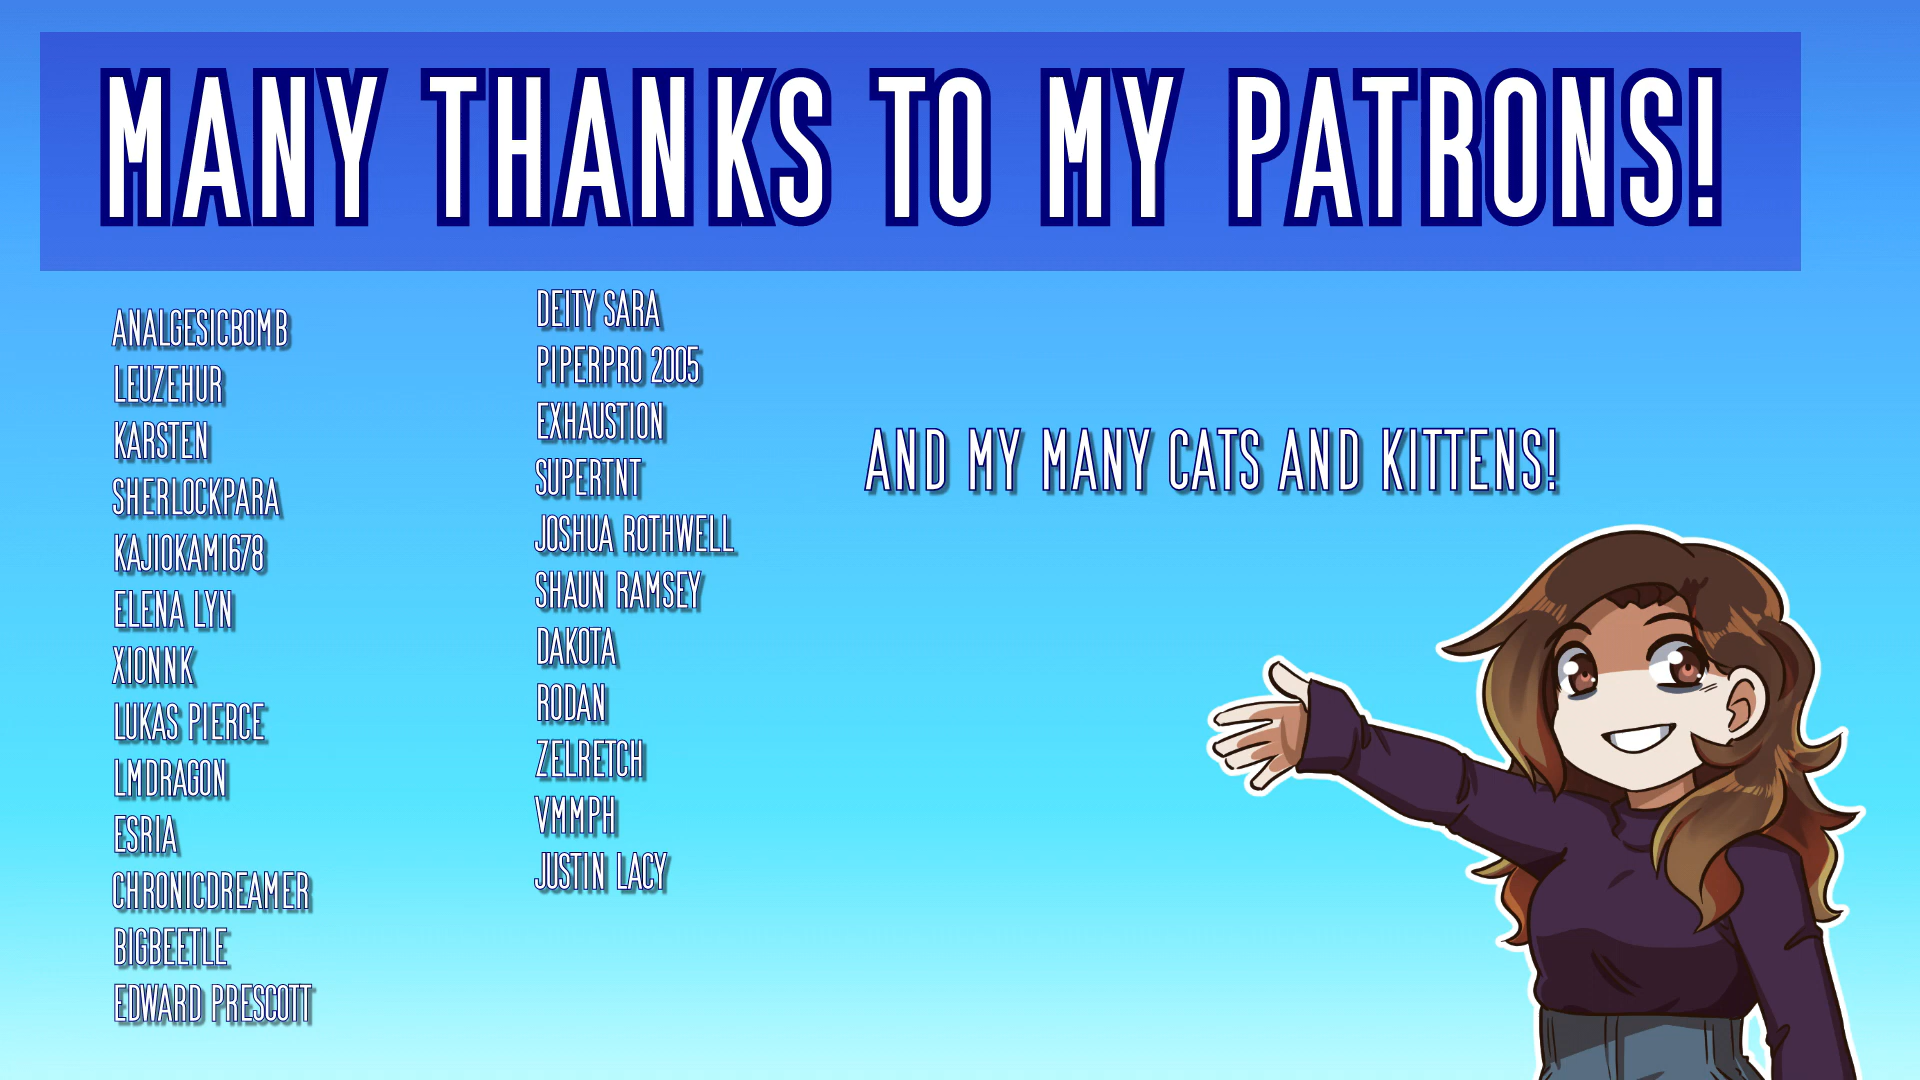 MANY THANKS TO MY PATRONS!
ANALGESICBOMB
LEUZEHUR
KARSTEN
SHERLOCKPARA
KAJIOKAMI678
ELENA LYN
XIONNK
LUKAS PIERCE
LMDRAGON
ESRIA
CHRONICDREAMER
BIGBEETLE
EDWARD PRESCOTT
DEITY SARA
PIPERPRO 2005
EXHAUSTION
SUPERTNT
JOSHUA ROTHWELL
SHAUN RAMSEY
DAKOTA
RODAN
ZELRETCH
VMMPH
JUSTIN LACY
AND MY MANY CATS AND KITTENS!